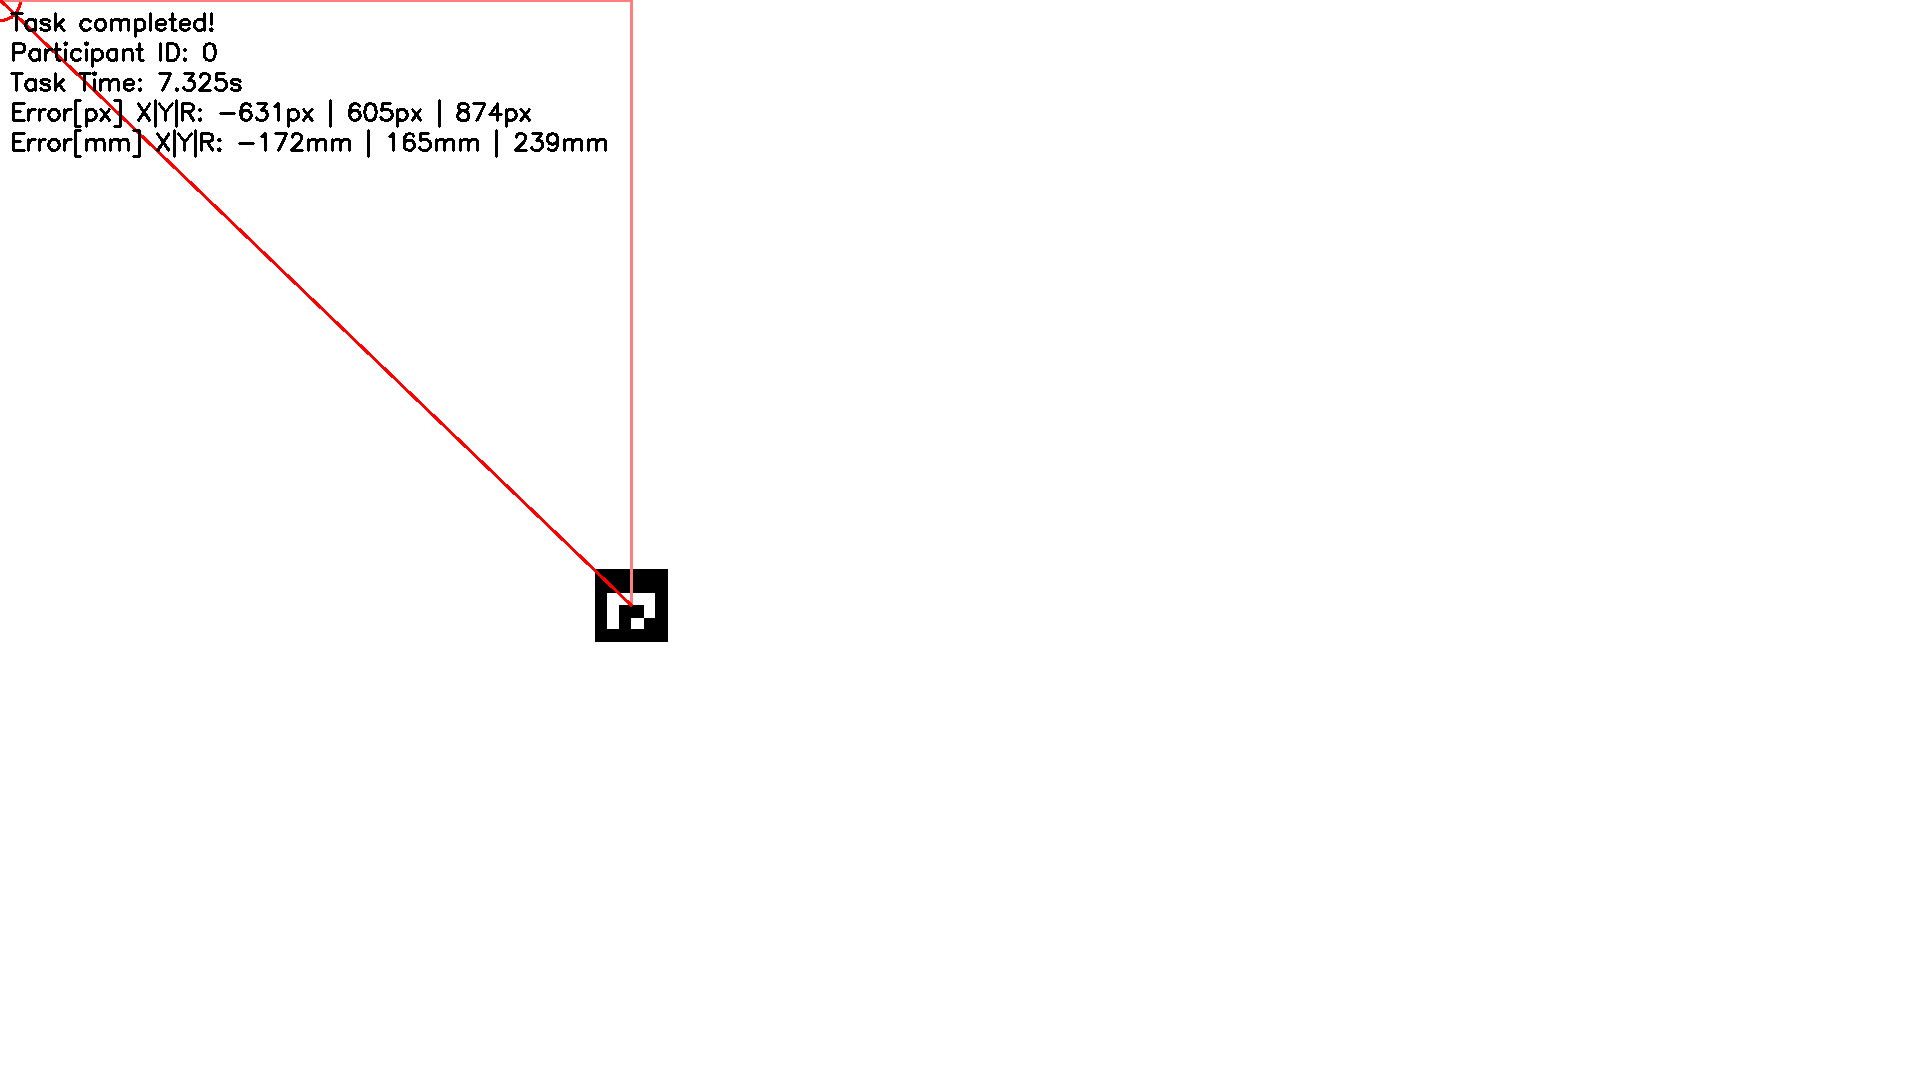 Task completed!
Participant ID: 0
Task Time: 7.325s
Error[px] X|Y|R: -631px | 605px | 874px
Error[mm] X|Y|R: -172mm | 165mm | 239mm